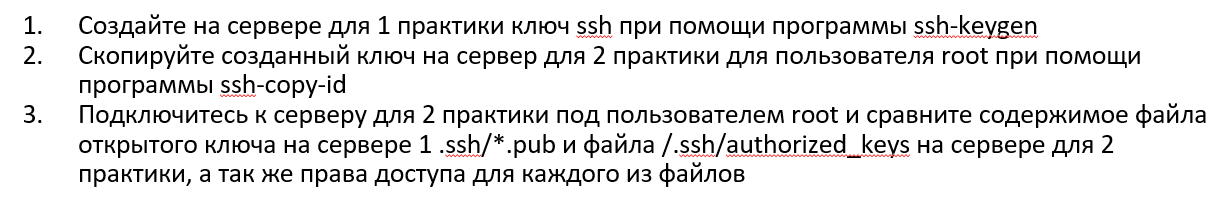 1. Создайте на сервере для 1 практики ключ ssh при помощи программы ssh-keygen
2. Скопируйте созданный ключ на сервер для 2 практики для пользователя root при помощи
программы ssh-copy-id
3. Подключитесь к серверу для 2 практики под пользователем root и сравните содержимое файла
открытого ключа на сервере 1 .ssh/*.pub и файла /.ssh/authorized_keys на сервере для 2
практики, а так же права доступа для каждого из файлов